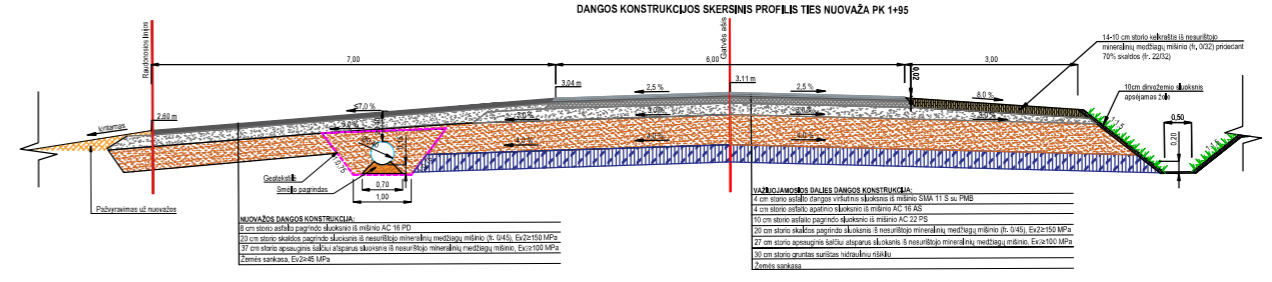 DANGOS KONSTRUKCIJOS SKERSINIS PROFILIS TIES NUOVAŽA PK 1+95
Raudonosios linijos
Gatvės ašis
7,00
6,00
3,00
14-10 cm storio kelkraštis iš nesurištojo
mineralinių medžiagų mišinio (fr. 0/32) pridedant
70% skaldos (fr. 22/32)
3,04 m
3.11 m
0.02
2,5 %
2,5 %
8.0 %
10cm dirvožemio sluoksnis
apsėjamas žole
≤7,0 %
2.60 m
virintamas
0,50
0,20
1:1.5
Geotekstilė
Smėlio pagrindas
0,70
1,00
Pažvyravimas už nuovažos
NUOVAŽOS DANGOS KONSTRUKCIJA:
8 cm storio asfalto pagrindo sluoksnis iš mišinio AC 16 PD
20 cm storio skaldos pagrindo sluoksnis iš nesurištojo mineralinių medžiagų mišinio (fr. 0/45), Ev2≥150 MPa
37 cm storio apsauginis šalčiui atsparus sluoksnis iš nesurištojo mineralinių medžiagų mišinio, Ev2≥100 MPa
Žemės sankasa, Ev2≥45 MPa
VAŽIUOJAMOSIOS DALIES DANGOS KONSTRUKCIJA:
4 cm storio asfalto dangos viršutinis sluoksnis iš mišinio SMA 11 S su PMB
4 cm storio asfalto apatinio sluoksnio iš mišinio AC 16 AS
10 cm storio asfalto pagrindo sluoksnis iš mišinio AC 22 PS
20 cm storio skaldos pagrindo sluoksnis iš nesurištojo mineralinių medžiagų mišinio (fr. 0/45), Ev2≥150 MPa
27 cm storio apsauginis šalčiui atsparus sluoksnis iš nesurištojo mineralinių medžiagų mišinio, Ev2≥100 MPa
30 cm storio gruntas surištas hidrauliniu rišikliu
Žemės sankasa